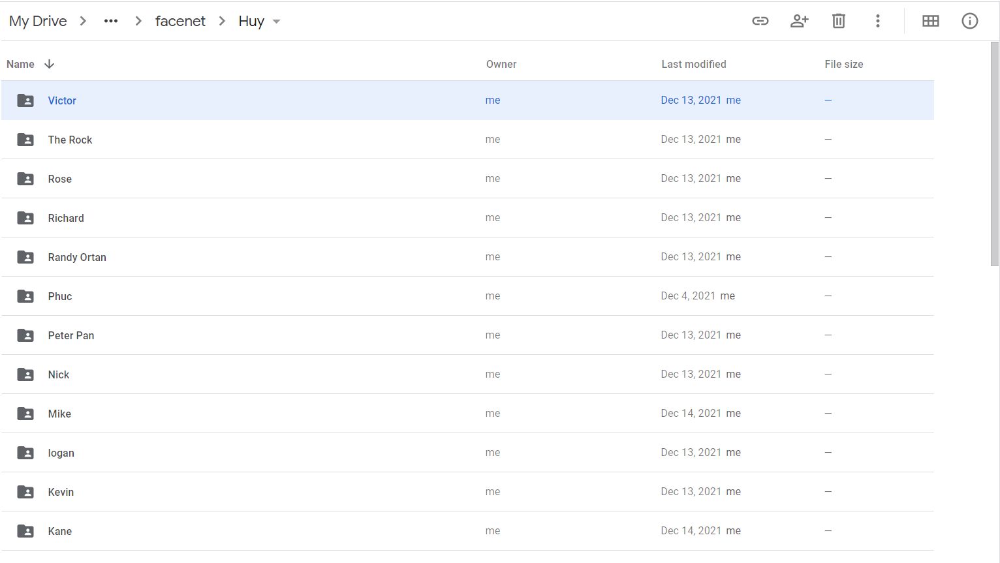 My Drive > ... > facenet > Huy
Name Owner Last modified File size
Victor me Dec 13, 2021 me —
The Rock me Dec 13, 2021 me —
Rose me Dec 13, 2021 me —
Richard me Dec 13, 2021 me —
Randy Ortan me Dec 13, 2021 me —
Phuc me Dec 4, 2021 me —
Peter Pan me Dec 13, 2021 me —
Nick me Dec 13, 2021 me —
Mike me Dec 14, 2021 me —
logan me Dec 13, 2021 me —
Kevin me Dec 13, 2021 me —
Kane me Dec 14, 2021 me —